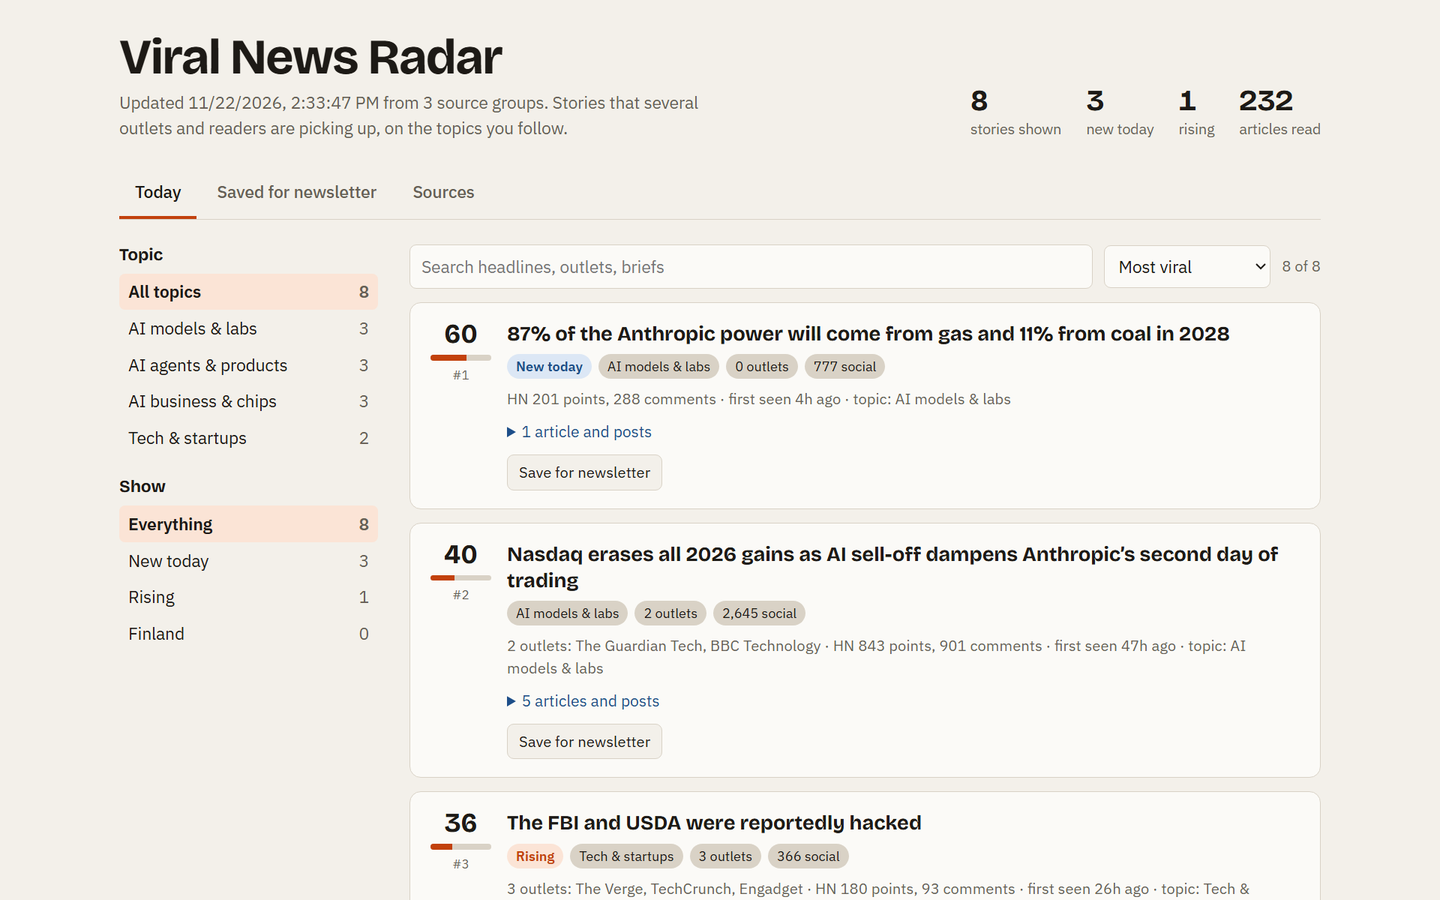 Viral News Radar
Updated 11/22/2026, 2:33:47 PM from 3 source groups. Stories that several
outlets and readers are picking up, on the topics you follow.
8
stories shown
3
new today
1
rising
232
articles read
Today
Saved for newsletter
Sources
Topic
All topics 8
AI models & labs 3
AI agents & products 3
AI business & chips 3
Tech & startups 2
Show
Everything 8
New today 3
Rising 1
Finland 0
Search headlines, outlets, briefs
Most viral
8 of 8
60
#1
87% of the Anthropic power will come from gas and 11% from coal in 2028
New today AI models & labs 0 outlets 777 social
HN 201 points, 288 comments · first seen 4h ago · topic: AI models & labs
▶ 1 article and posts
Save for newsletter
40
#2
Nasdaq erases all 2026 gains as AI sell-off dampens Anthropic’s second day of
trading
AI models & labs 2 outlets 2,645 social
2 outlets: The Guardian Tech, BBC Technology · HN 843 points, 901 comments · first seen 47h ago · topic: AI
models & labs
▶ 5 articles and posts
Save for newsletter
36
#3
The FBI and USDA were reportedly hacked
Rising Tech & startups 3 outlets 366 social
3 outlets: The Verge, TechCrunch, Engadget · HN 180 points, 93 comments · first seen 26h ago · topic: Tech &